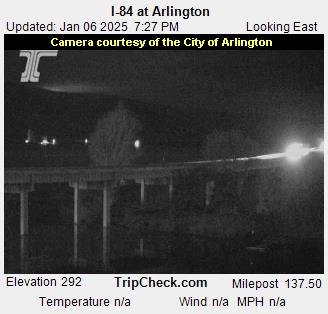 I-84 at Arlington
Updated: Jan 06 2025 7:27 PM Looking East
Camera courtesy of the City of Arlington
Elevation 292 TripCheck.com Milepost 137.50
Temperature n/a Wind n/a MPH n/a